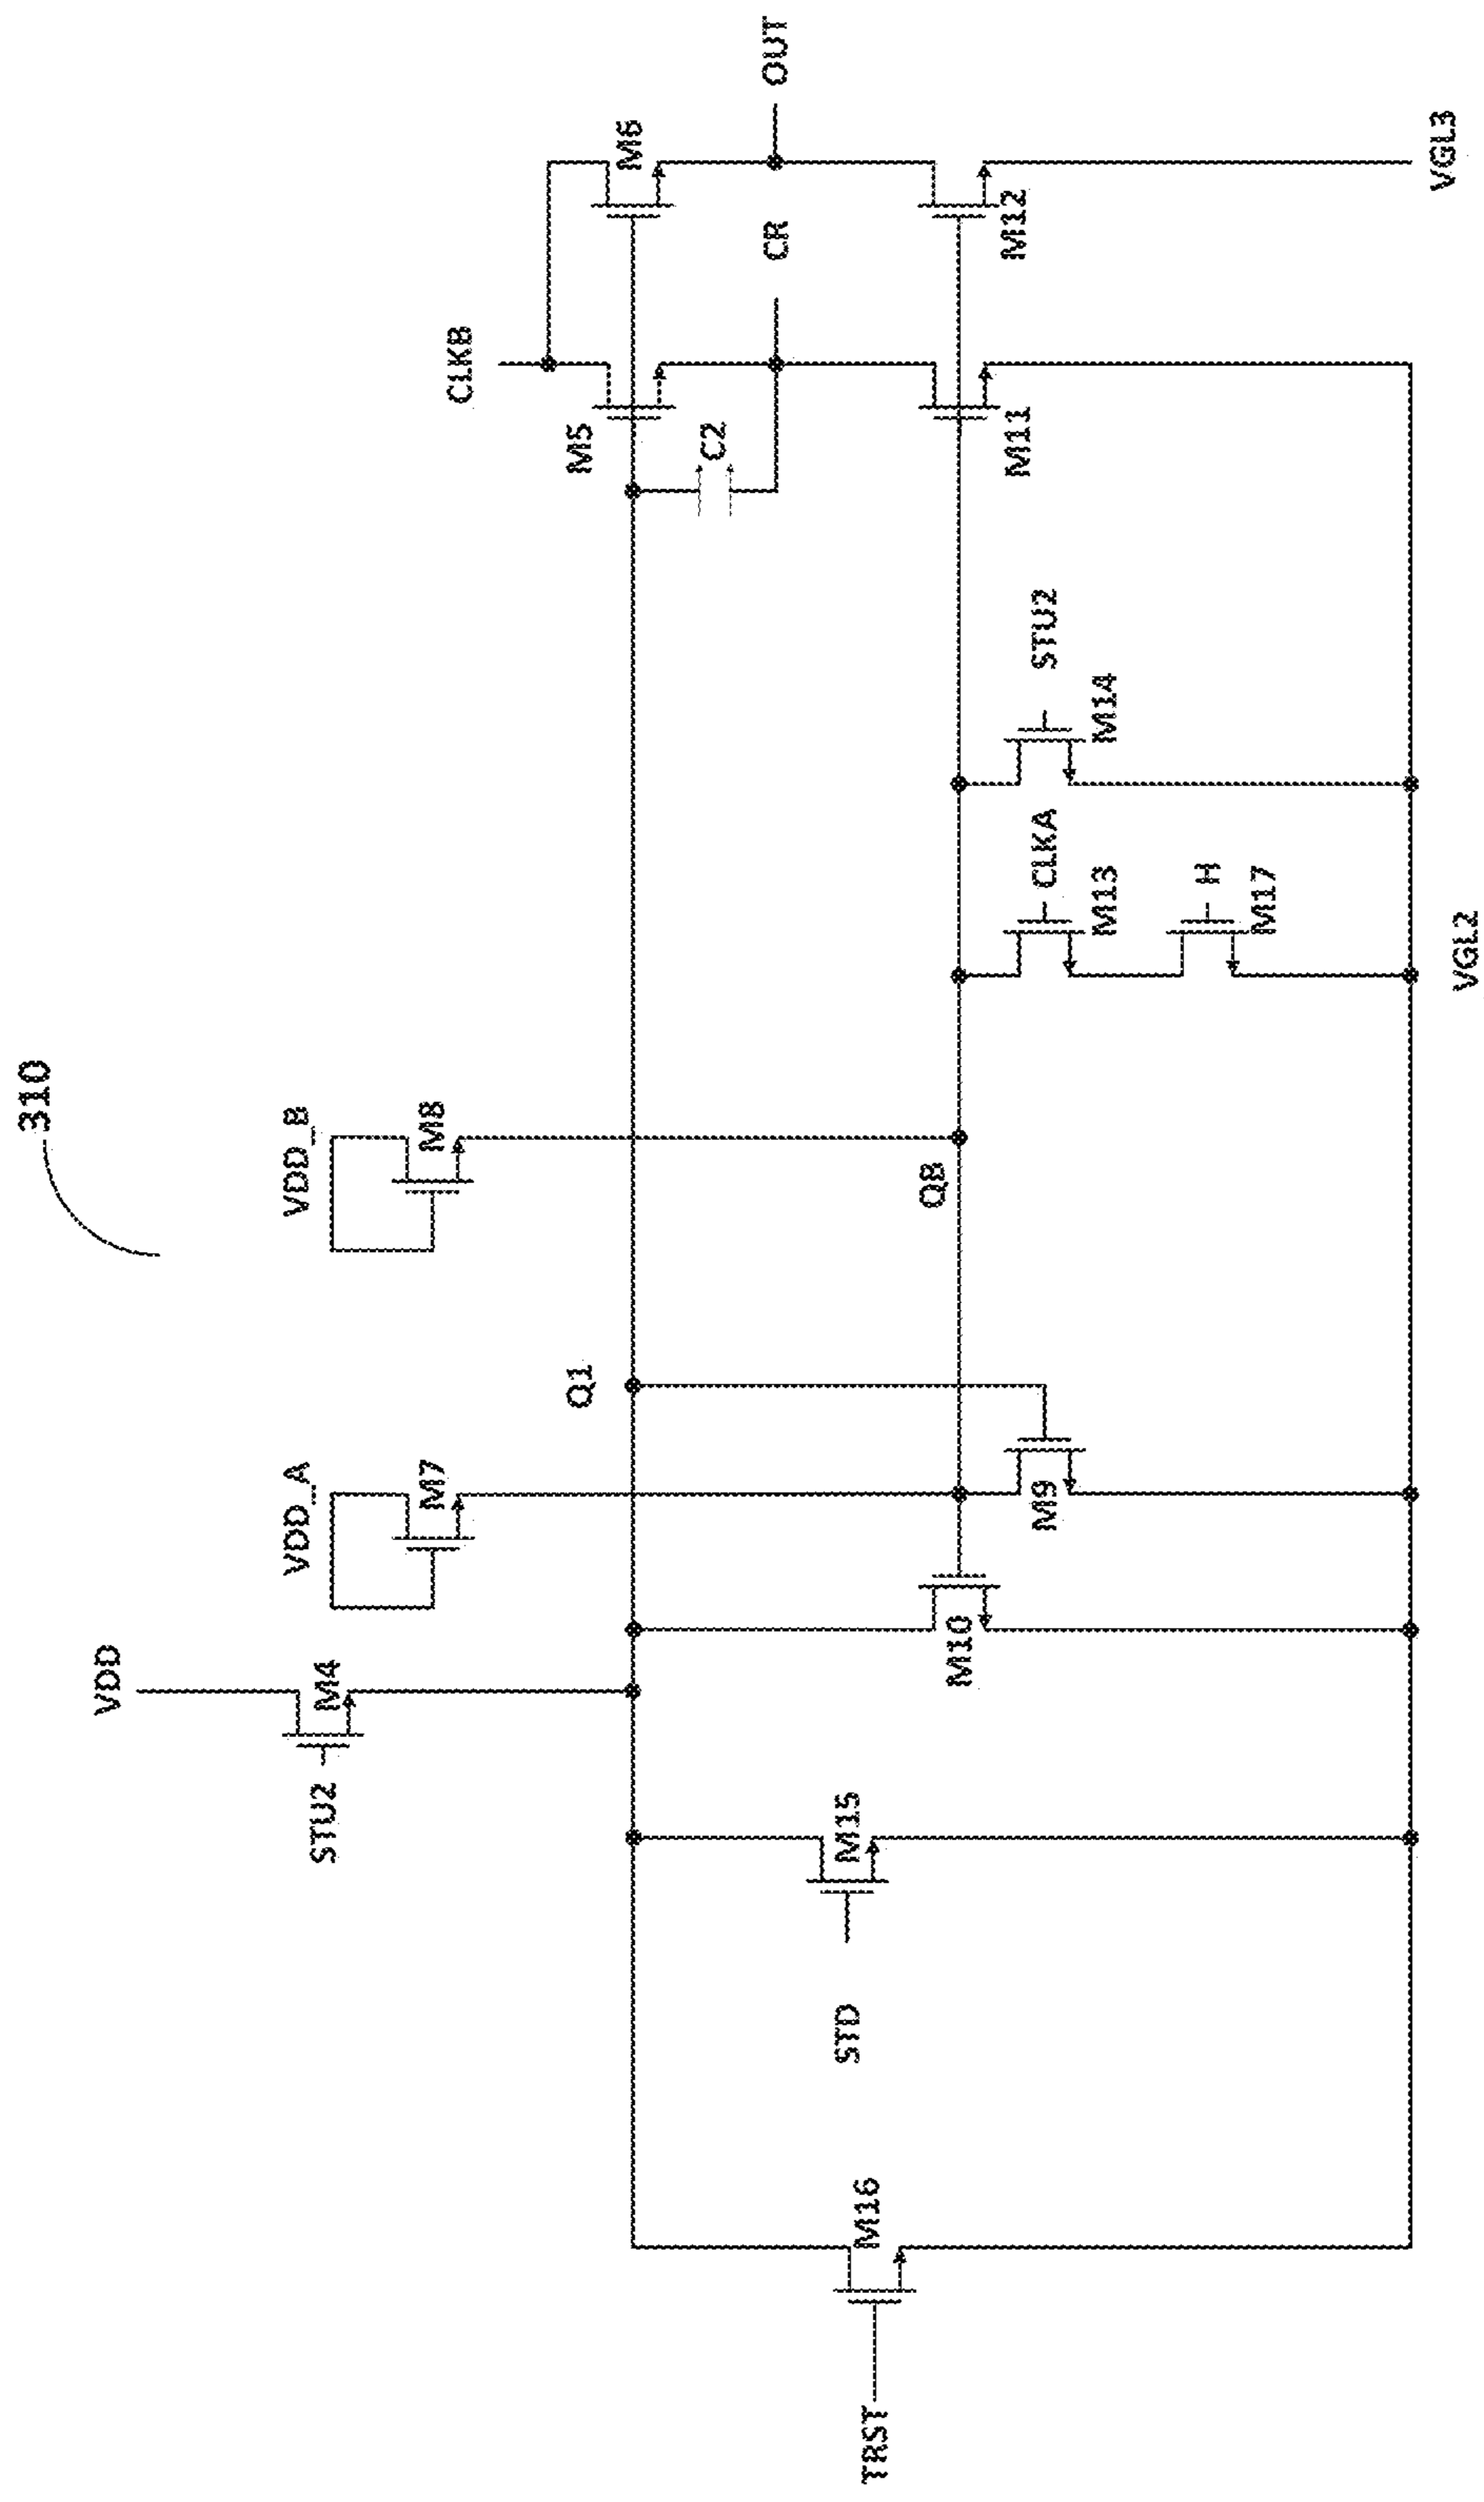 310
VDD
VDD_A
VDD_B
STU2
M4
M7
M8
CLKB
Q1
M5
M6
C2
OUT
CR
STD
M15
TRST
M16
M10
QB
M9
CLKA
M13
STU2
M14
M11
M12
H
M17
VGL2
VGL3